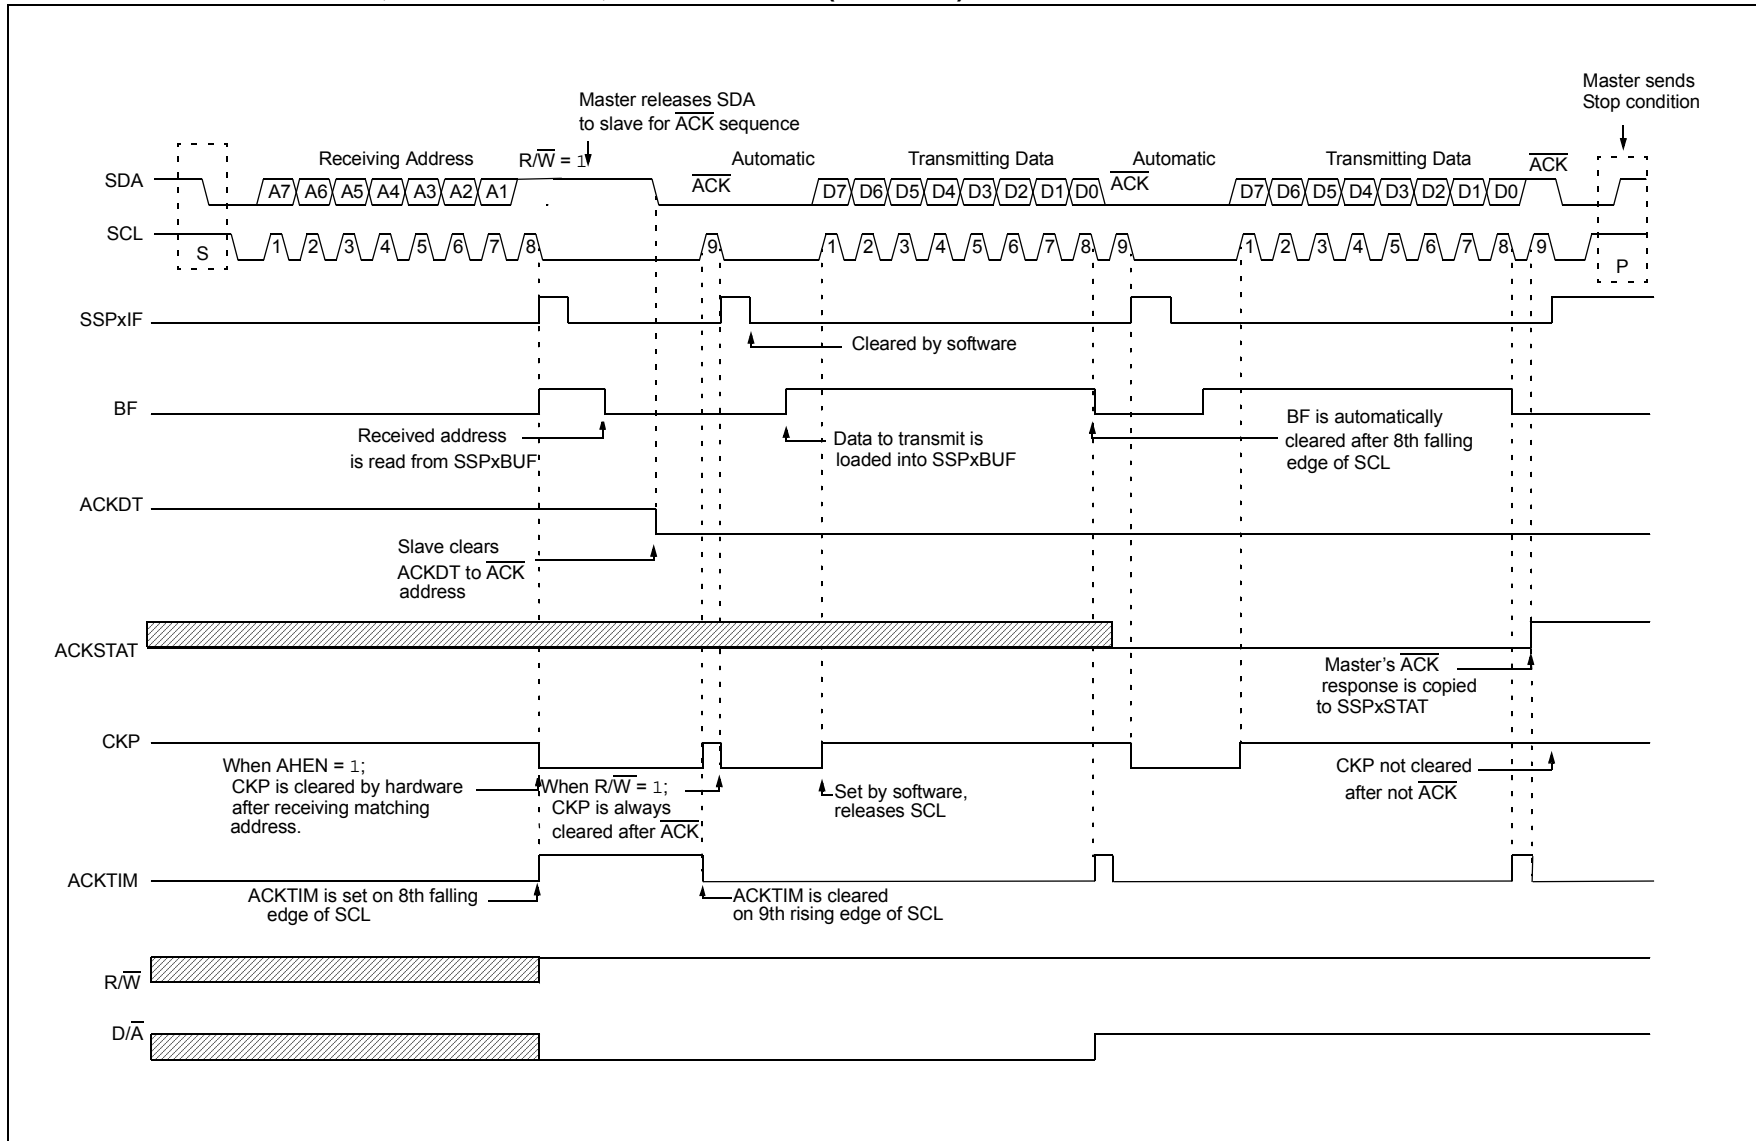 Master sends
Stop condition
Master releases SDA
to slave for A̅C̅K̅ sequence
Receiving Address
R/W̅ = 1
Automatic
Transmitting Data
Automatic
Transmitting Data
A̅C̅K̅
SDA
A7 A6 A5 A4 A3 A2 A1
A̅C̅K̅
D7 D6 D5 D4 D3 D2 D1 D0
A̅C̅K̅
D7 D6 D5 D4 D3 D2 D1 D0
SCL
S
1 2 3 4 5 6 7 8 9
1 2 3 4 5 6 7 8 9
1 2 3 4 5 6 7 8 9
P
SSPxIF
Cleared by software
BF
Received address
is read from SSPxBUF
Data to transmit is
loaded into SSPxBUF
BF is automatically
cleared after 8th falling
edge of SCL
ACKDT
Slave clears
ACKDT to A̅C̅K̅
address
ACKSTAT
Master’s A̅C̅K̅
response is copied
to SSPxSTAT
CKP
When AHEN = 1;
CKP is cleared by hardware
after receiving matching
address.
When R/W̅ = 1;
CKP is always
cleared after A̅C̅K̅
Set by software,
releases SCL
CKP not cleared
after not A̅C̅K̅
ACKTIM
ACKTIM is set on 8th falling
edge of SCL
ACKTIM is cleared
on 9th rising edge of SCL
R/W̅
D/A̅